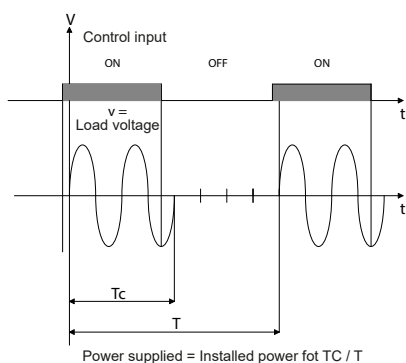 V
Control input
ON OFF ON
t
v =
Load voltage
t
Tc
T
Power supplied = Installed power fot TC / T